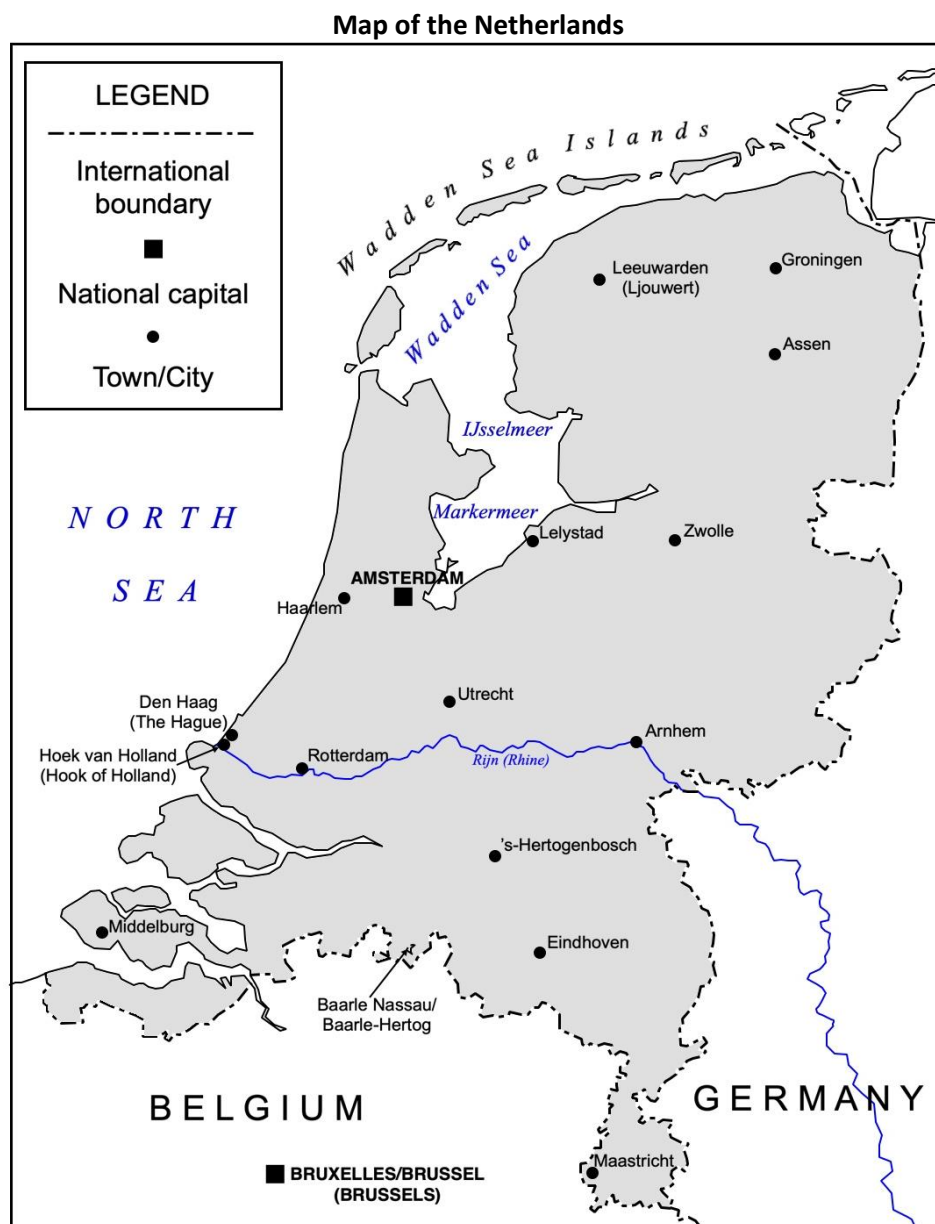 Map of the Netherlands
LEGEND
International
boundary
National capital
Town/City
Wadden Sea Islands
Wadden Sea
Leeuwarden
(Ljouwert)
Groningen
Assen
IJsselmeer
Markermeer
NORTH
SEA
Lelystad
Zwolle
AMSTERDAM
Haarlem
Utrecht
Den Haag
(The Hague)
Hoek van Holland
(Hook of Holland)
Rotterdam
Rijn (Rhine)
Arnhem
's-Hertogenbosch
Middelburg
Eindhoven
Baarle Nassau/
Baarle-Hertog
BELGIUM
GERMANY
Maastricht
BRUXELLES/BRUSSEL
(BRUSSELS)